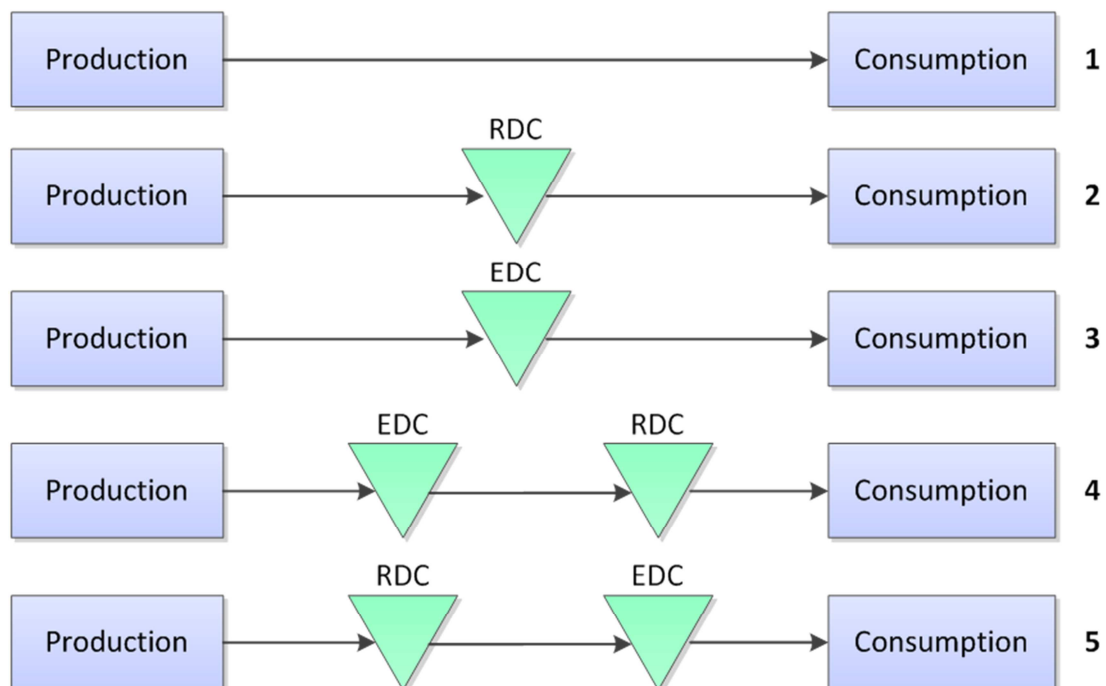 Production Consumption 1
RDC
Production Consumption 2
EDC
Production Consumption 3
EDC RDC
Production Consumption 4
RDC EDC
Production Consumption 5